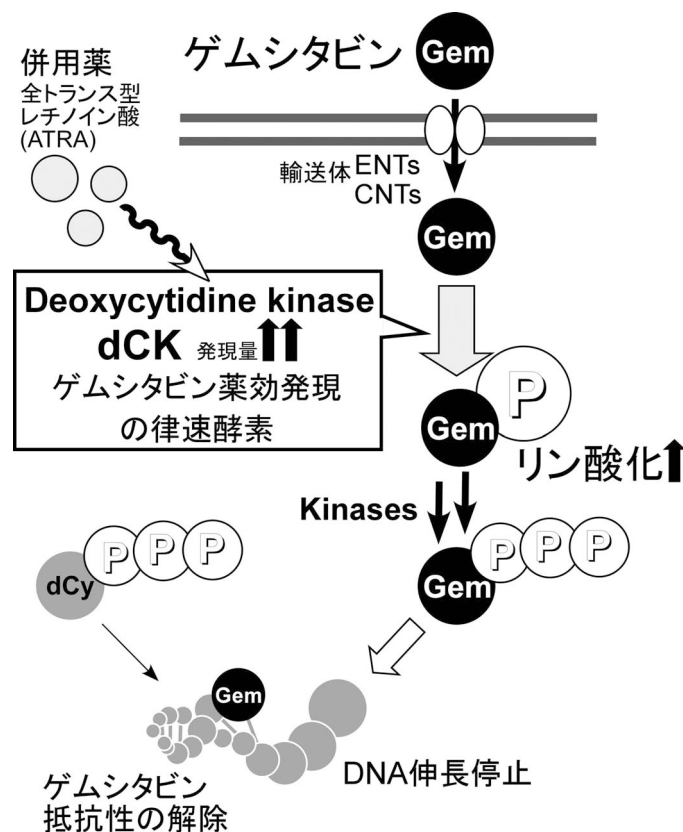 ゲムシタビン
Gem
併用薬
全トランス型
レチノイン酸
(ATRA)
輸送体 ENTs
CNTs
Gem
Deoxycytidine kinase
dCK 発現量
ゲムシタビン薬効発現
の律速酵素
P
Gem
リン酸化
Kinases
P P P
dCy
P P P
Gem
Gem
DNA伸長停止
ゲムシタビン
抵抗性の解除